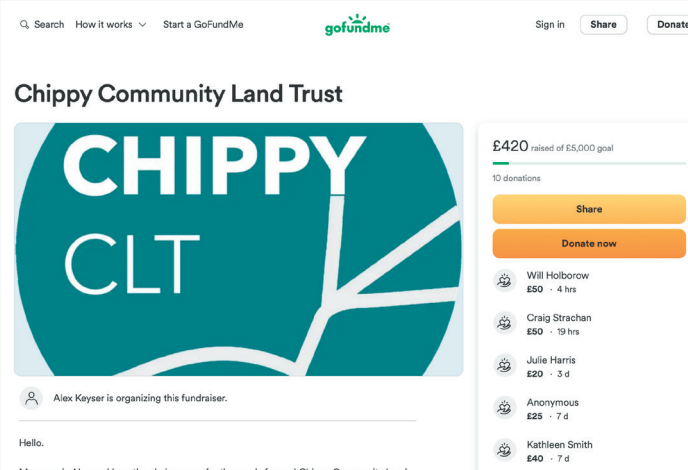 Search How it works Start a GoFundMe gofundme Sign in Share Donate
Chippy Community Land Trust
CHIPPY
CLT
Alex Keyser is organizing this fundraiser.
Hello.
£420 raised of £5,000 goal
10 donations
Share
Donate now
Will Holborow
£50 · 4 hrs
Craig Strachan
£50 · 19 hrs
Julie Harris
£20 · 3 d
Anonymous
£25 · 7 d
Kathleen Smith
£40 · 7 d